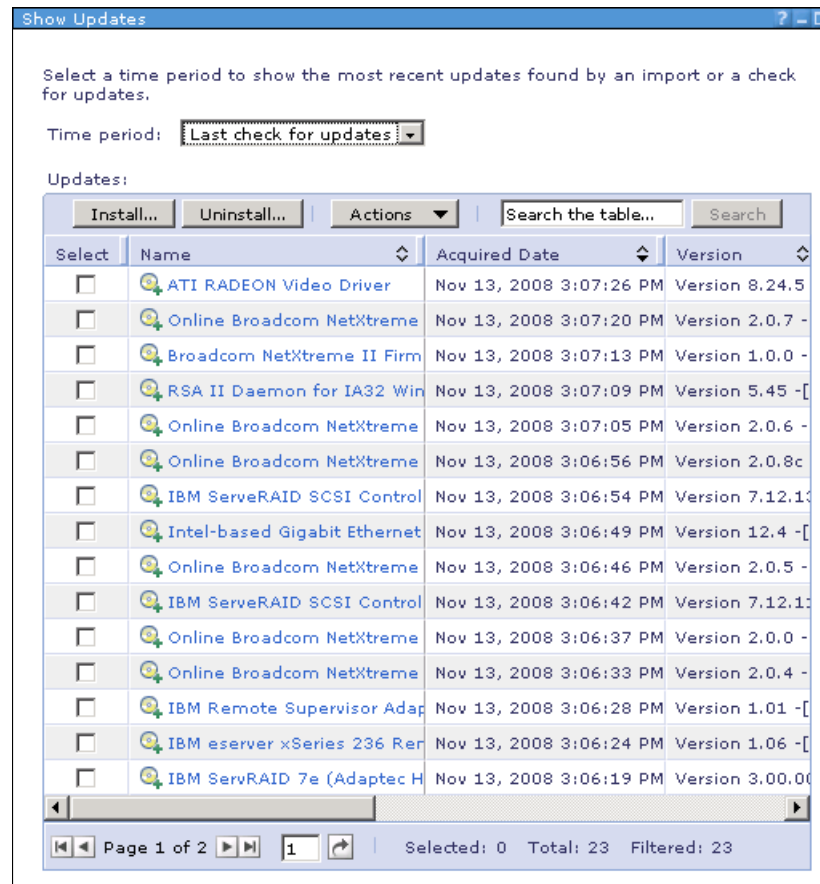 Show Updates ?
Select a time period to show the most recent updates found by an import or a check
for updates.
Time period: Last check for updates
Updates:
Install... Uninstall... Actions Search the table... Search
Select Name Acquired Date Version
ATI RADEON Video Driver Nov 13, 2008 3:07:26 PM Version 8.24.5
Online Broadcom NetXtreme Nov 13, 2008 3:07:20 PM Version 2.0.7 -
Broadcom NetXtreme II Firm Nov 13, 2008 3:07:13 PM Version 1.0.0 -
RSA II Daemon for IA32 Win Nov 13, 2008 3:07:09 PM Version 5.45 -[
Online Broadcom NetXtreme Nov 13, 2008 3:07:05 PM Version 2.0.6 -
Online Broadcom NetXtreme Nov 13, 2008 3:06:56 PM Version 2.0.8c
IBM ServeRAID SCSI Control Nov 13, 2008 3:06:54 PM Version 7.12.13
Intel-based Gigabit Ethernet Nov 13, 2008 3:06:49 PM Version 12.4 -[
Online Broadcom NetXtreme Nov 13, 2008 3:06:46 PM Version 2.0.5 -
IBM ServeRAID SCSI Control Nov 13, 2008 3:06:42 PM Version 7.12.11
Online Broadcom NetXtreme Nov 13, 2008 3:06:37 PM Version 2.0.0 -
Online Broadcom NetXtreme Nov 13, 2008 3:06:33 PM Version 2.0.4 -
IBM Remote Supervisor Adap Nov 13, 2008 3:06:28 PM Version 1.01 -[
IBM eserver xSeries 236 Rem Nov 13, 2008 3:06:24 PM Version 1.06 -[
IBM ServRAID 7e (Adaptec H Nov 13, 2008 3:06:19 PM Version 3.00.00
Page 1 of 2 1 Selected: 0 Total: 23 Filtered: 23